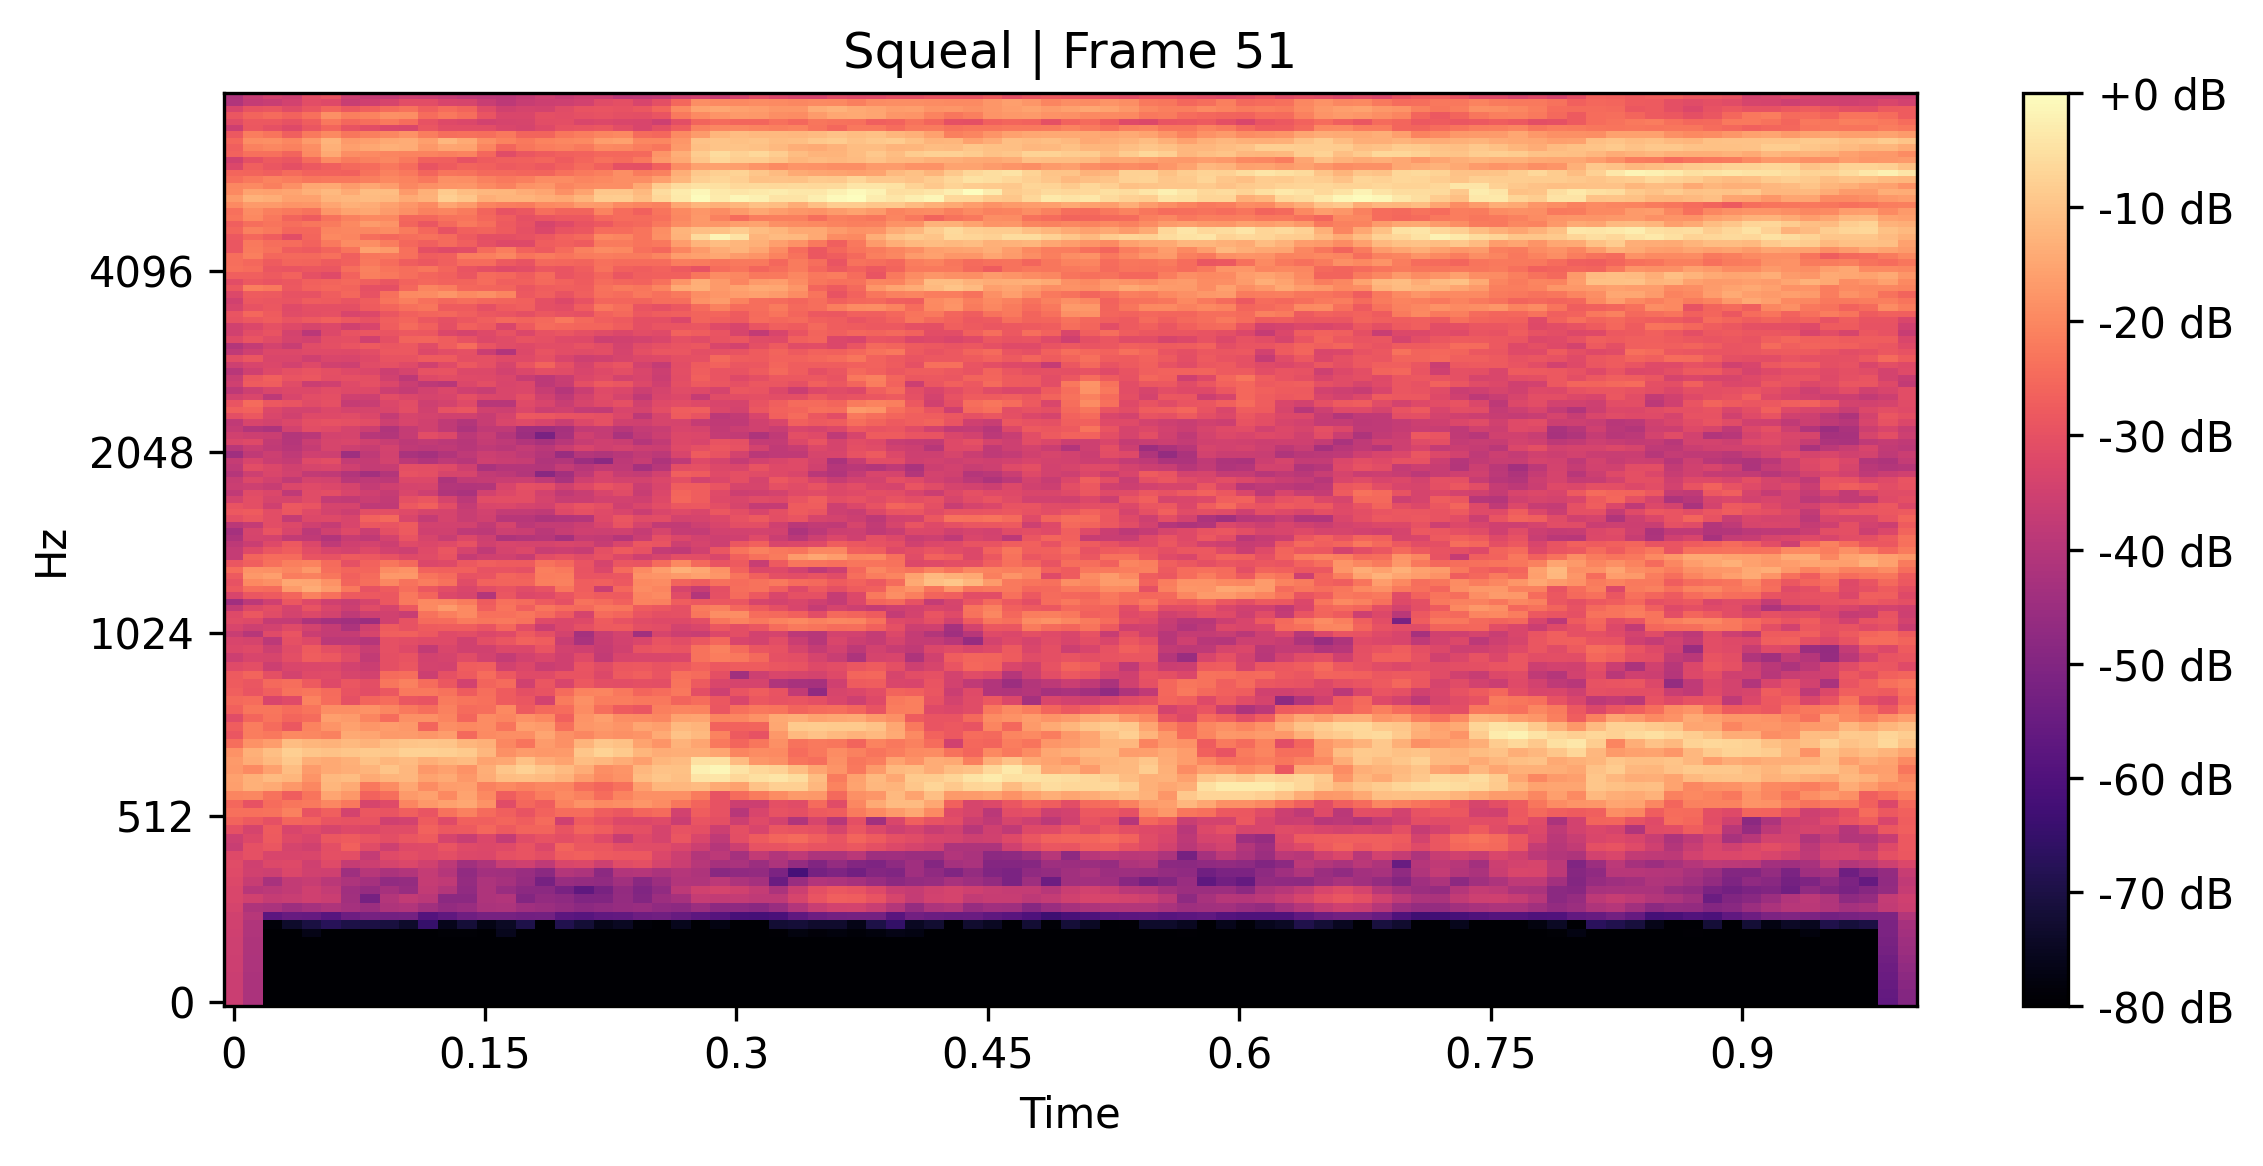 Squeal | Frame 51
Hz
4096
2048
1024
512
0
0 0.15 0.3 0.45 0.6 0.75 0.9
Time
+0 dB
-10 dB
-20 dB
-30 dB
-40 dB
-50 dB
-60 dB
-70 dB
-80 dB